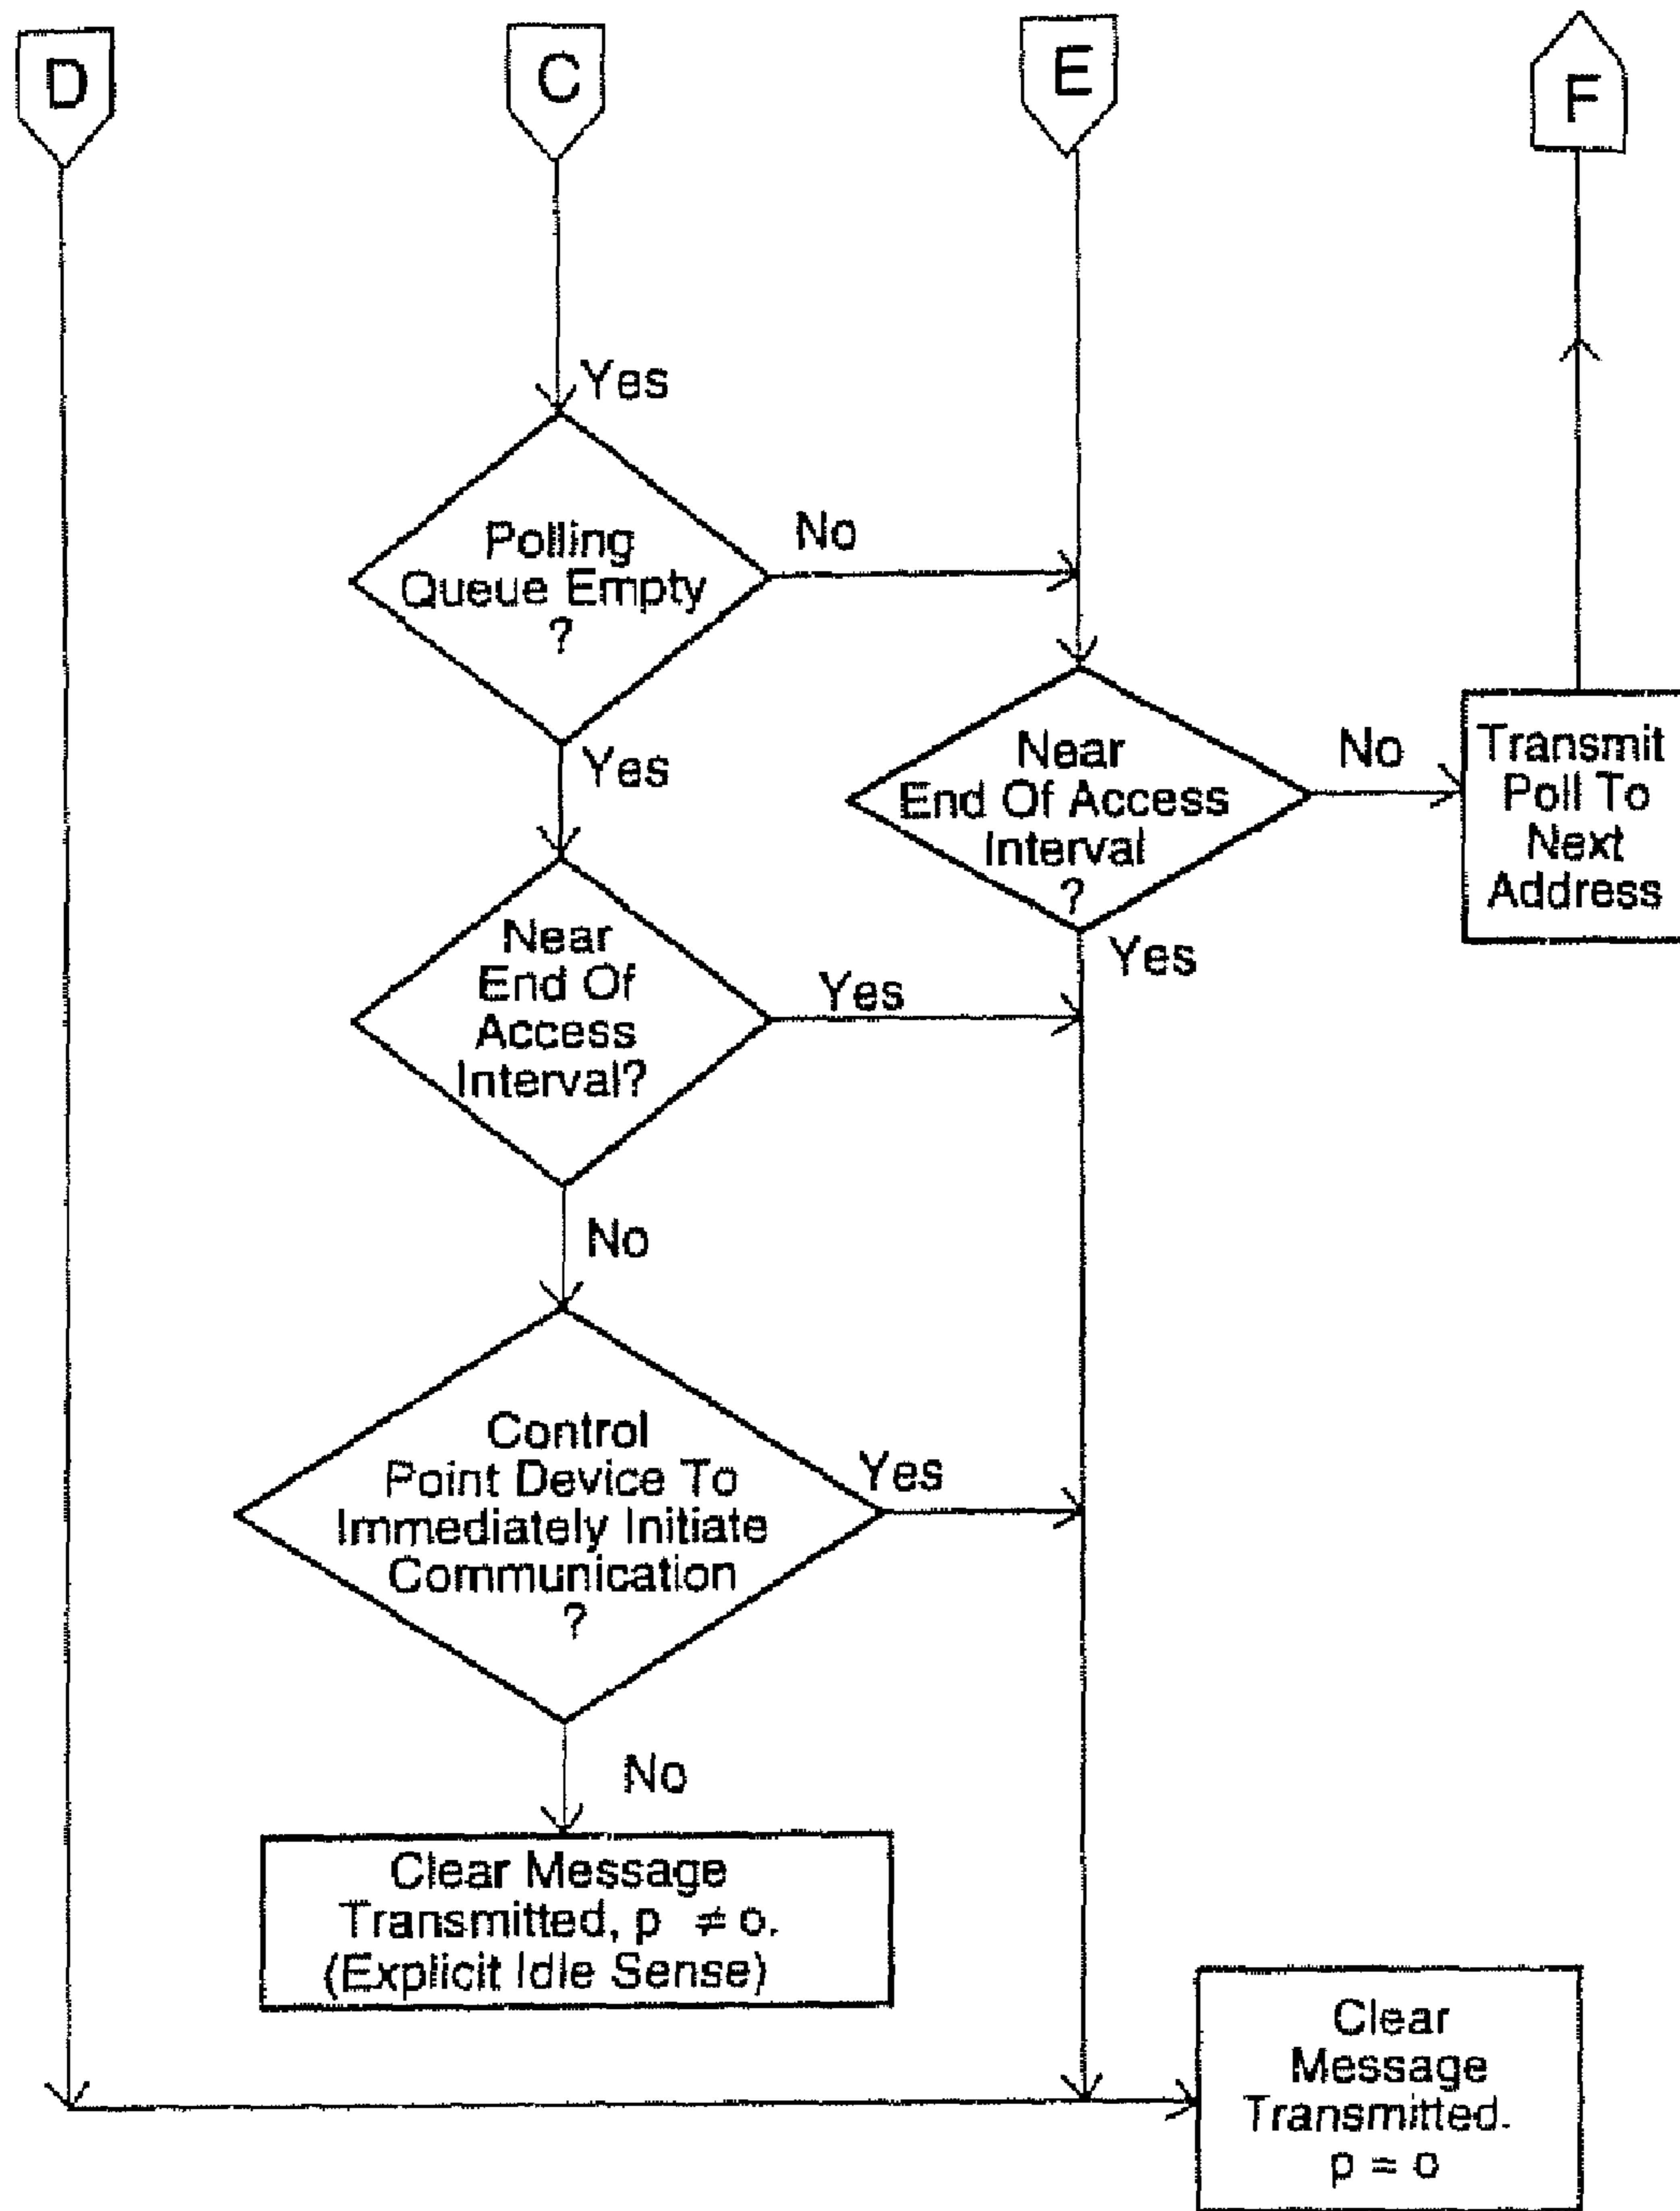 D
C
E
F
Yes
Polling
Queue Empty
?
No
Yes
Near
End Of Access
Interval
?
No
Transmit
Poll To
Next
Address
Yes
Near
End Of
Access
Interval?
Yes
No
Control
Point Device To
Immediately Initiate
Communication
?
Yes
No
Clear Message
Transmitted, p ≠ o.
(Explicit Idle Sense)
Clear
Message
Transmitted.
p = o